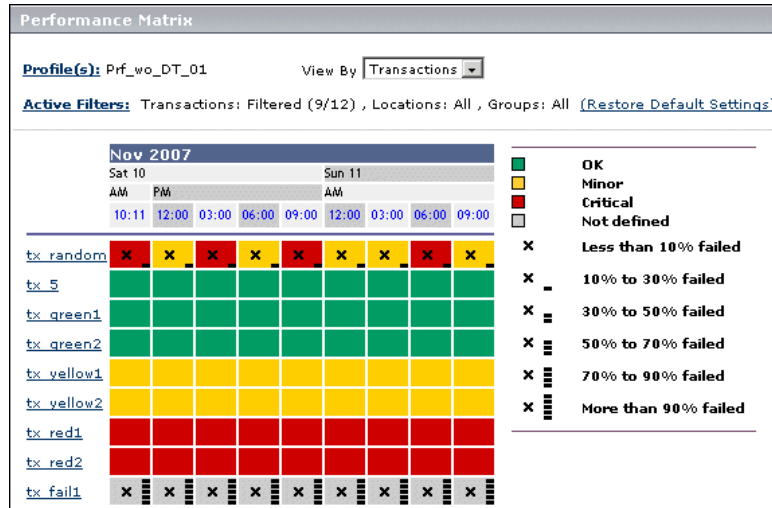 Performance Matrix
Profile(s): Prf_wo_DT_01 View By Transactions
Active Filters: Transactions: Filtered (9/12) , Locations: All , Groups: All (Restore Default Settings)
Nov 2007
Sat 10 Sun 11
AM PM AM
10:11 12:00 03:00 06:00 09:00 12:00 03:00 06:00 09:00
tx_random
tx_5
tx_green1
tx_green2
tx_yellow1
tx_yellow2
tx_red1
tx_red2
tx_fail1
OK
Minor
Critical
Not defined
Less than 10% failed
10% to 30% failed
30% to 50% failed
50% to 70% failed
70% to 90% failed
More than 90% failed